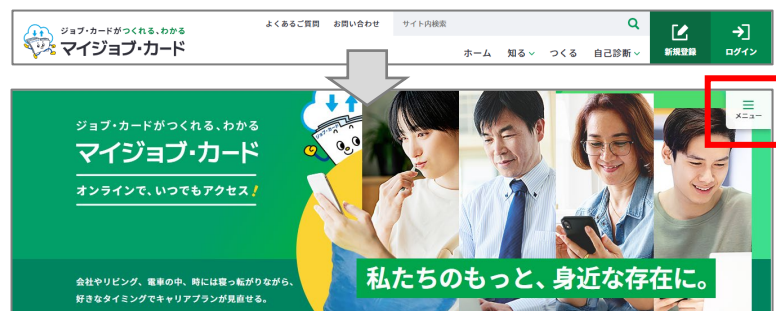 ジョブ・カードがつくれる、わかる
マイジョブ・カード
よくあるご質問 お問い合わせ サイト内検索
ホーム 知る つくる 自己診断
新規登録 ログイン
メニュー
ジョブ・カードがつくれる、わかる
マイジョブ・カード
オンラインで、いつでもアクセス!
私たちのもっと、身近な存在に。
会社やリビング、電車の中、時には寝っ転がりながら、
好きなタイミングでキャリアプランが見直せる。